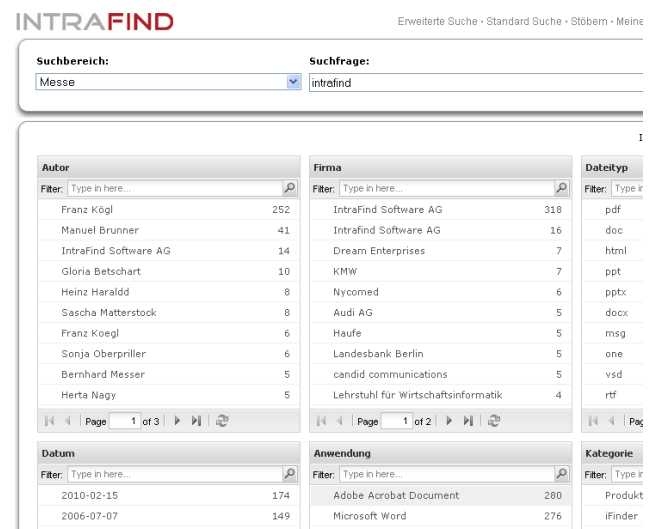 INTRAFIND
Erweiterte Suche • Standard Suche • Stöbern • Meine
Suchbereich: Suchfrage:
Messe intrafind
Autor Firma Dateityp
Filter: Type in here... Filter: Type in here... Filter: Type in
Franz Kögl 252 IntraFind Software AG 318 pdf
Manuel Brunner 41 Intrafind Software AG 16 doc
IntraFind Software AG 14 Dream Enterprises 7 html
Gloria Betschart 10 KMW 7 ppt
Heinz Haraldd 8 Nycomed 6 pptx
Sascha Matterstock 8 Audi AG 5 docx
Franz Koegl 6 Haufe 5 msg
Sonja Oberpriller 6 Landesbank Berlin 5 one
Bernhard Messer 5 candid communications 5 vsd
Herta Nagy 5 Lehrstuhl für Wirtschaftsinformatik 4 rtf
Page 1 of 3 Page 1 of 2 Pag
Datum Anwendung Kategorie
Filter: Type in here... Filter: Type in here... Filter: Type in
2010-02-15 174 Adobe Acrobat Document 280 Produkt
2006-07-07 149 Microsoft Word 276 iFinder